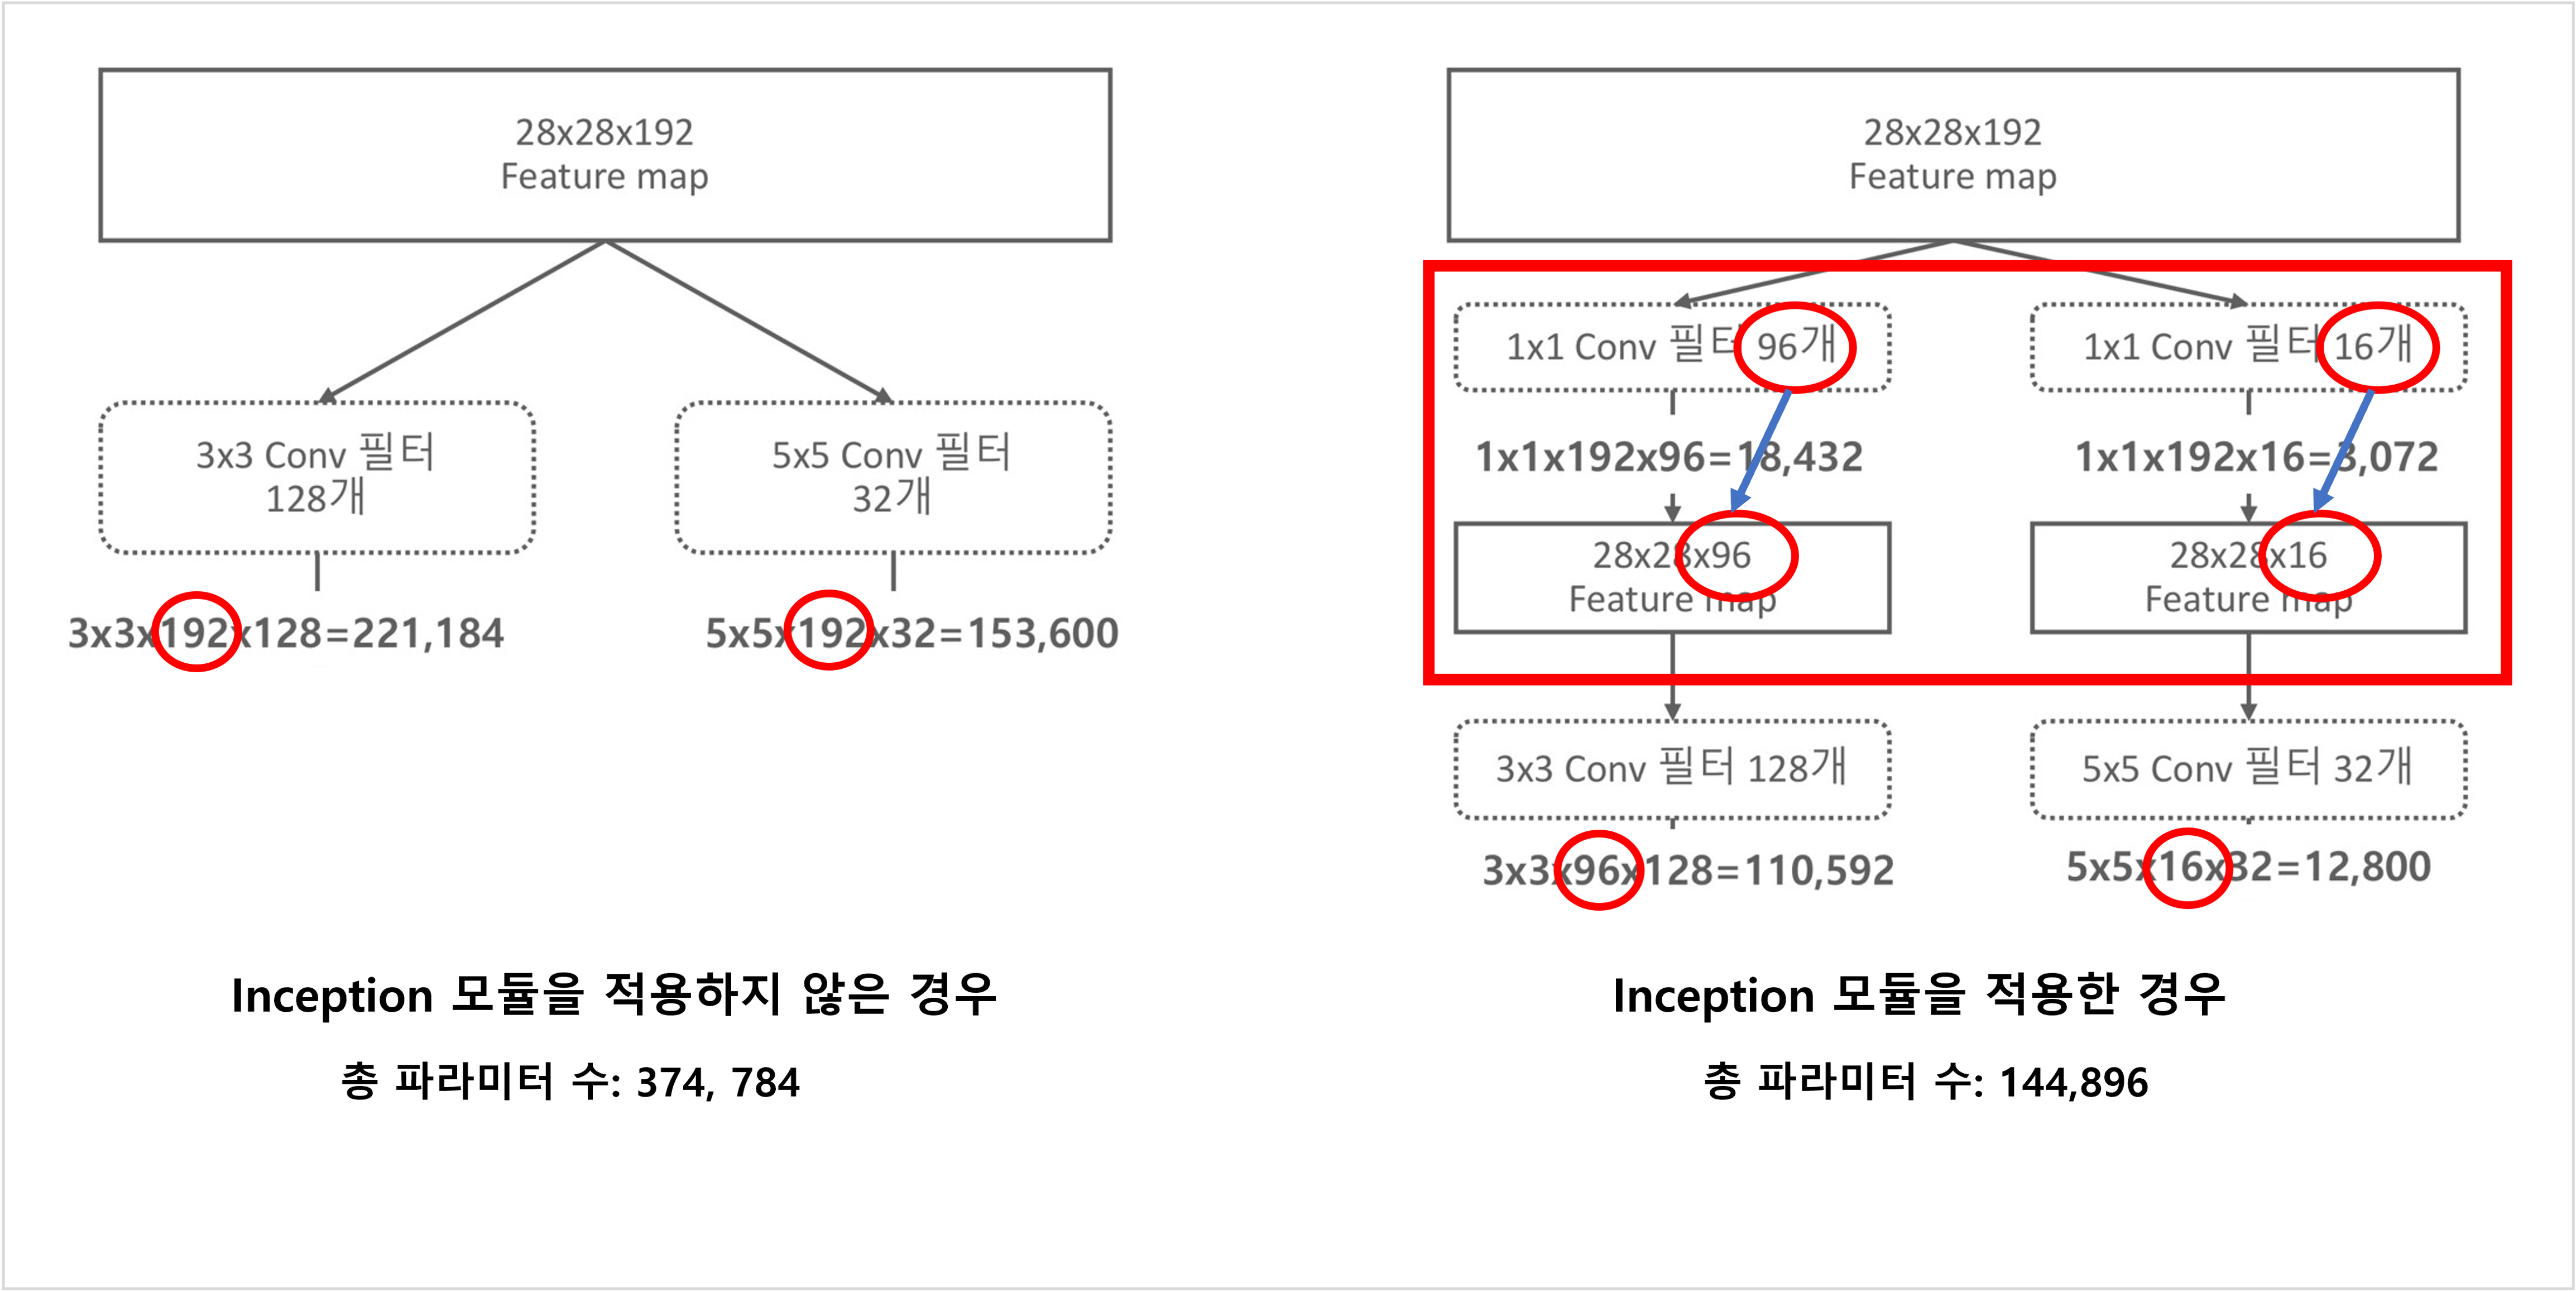 28x28x192
Feature map
3x3 Conv 필터
128개
5x5 Conv 필터
32개
3x3x192x128=221,184
5x5x192x32=153,600
Inception 모듈을 적용하지 않은 경우
총 파라미터 수: 374, 784
28x28x192
Feature map
1x1 Conv 필터 96개
1x1 Conv 필터 16개
1x1x192x96=18,432
1x1x192x16=3,072
28x28x96
Feature map
28x28x16
Feature map
3x3 Conv 필터 128개
5x5 Conv 필터 32개
3x3x96x128=110,592
5x5x16x32=12,800
Inception 모듈을 적용한 경우
총 파라미터 수: 144,896